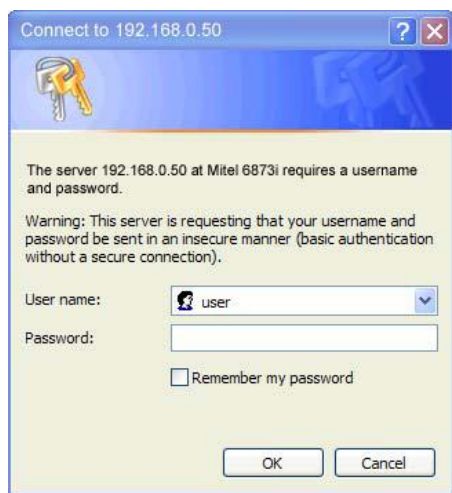 Connect to 192.168.0.50
The server 192.168.0.50 at Mitel 6873i requires a username
and password.
Warning: This server is requesting that your username and
password be sent in an insecure manner (basic authentication
without a secure connection).
User name:
user
Password:
Remember my password
OK
Cancel